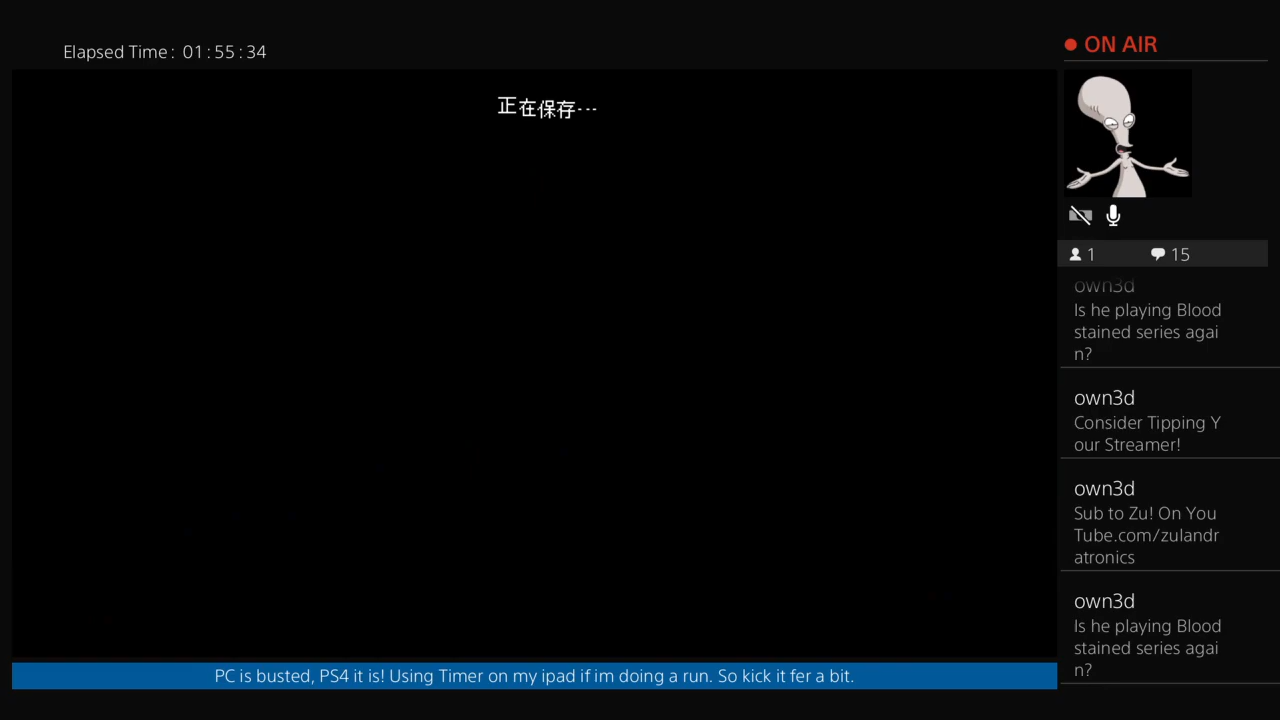 Elapsed Time: 01:55:34
ON AIR
正在保存...
1
15
own3d
Is he playing Blood
stained series agai
n?
own3d
Consider Tipping Y
our Streamer!
own3d
Sub to Zu! On You
Tube.com/zulandr
atronics
own3d
Is he playing Blood
stained series agai
n?
PC is busted, PS4 it is! Using Timer on my ipad if im doing a run. So kick it fer a bit.